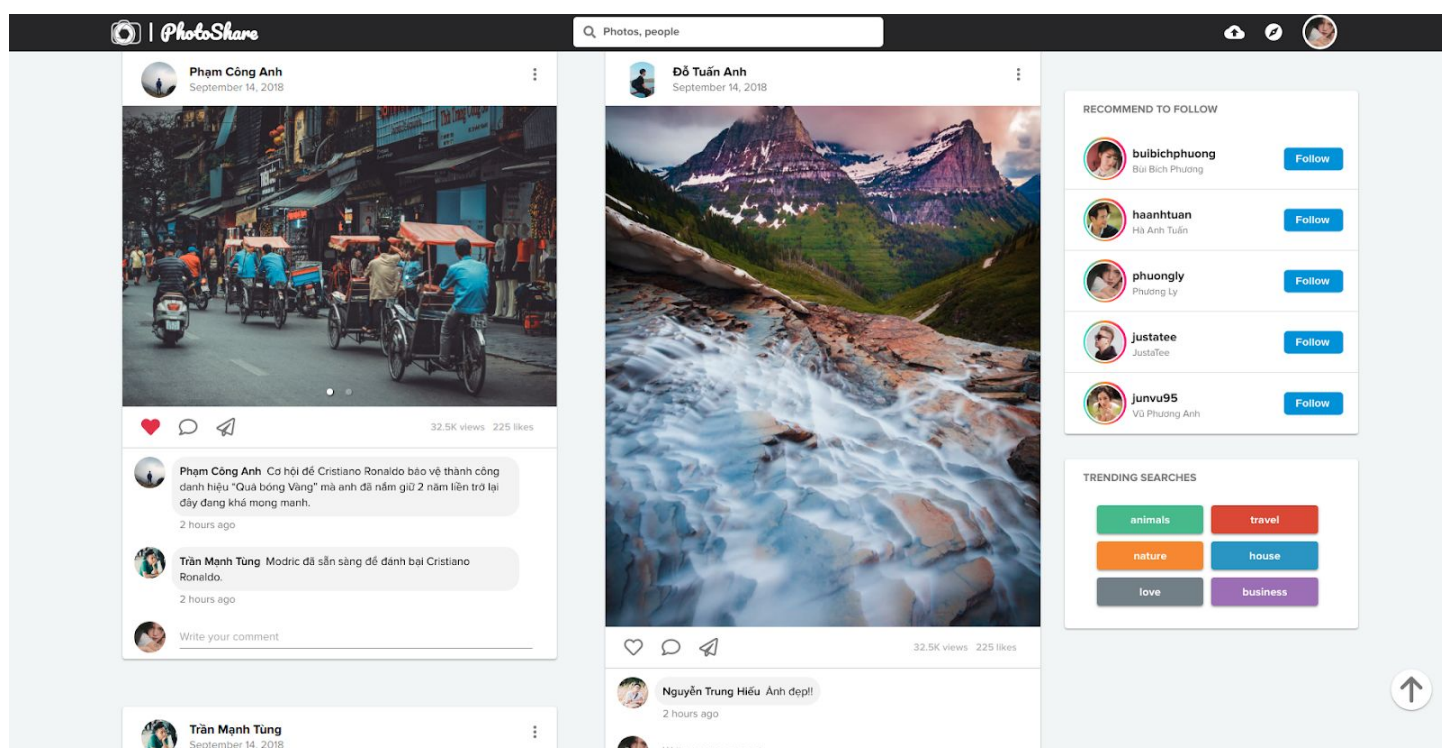 PhotoShare
Photos, people
Phạm Công Anh
September 14, 2018
32.5K views 225 likes
Phạm Công Anh Cơ hội để Cristiano Ronaldo bảo vệ thành công
danh hiệu "Quả bóng Vàng" mà anh đã nắm giữ 2 năm liền trở lại
đây đang khá mong manh.
2 hours ago
Trần Mạnh Tùng Modric đã sẵn sàng để đánh bại Cristiano
Ronaldo.
2 hours ago
Write your comment
Trần Mạnh Tùng
September 14, 2018
Đỗ Tuấn Anh
September 14, 2018
32.5K views 225 likes
Nguyễn Trung Hiếu Ảnh đẹp!!
2 hours ago
RECOMMEND TO FOLLOW
buibichphuong
Bùi Bích Phương
Follow
haanhtuan
Hà Anh Tuấn
Follow
phuongly
Phương Ly
Follow
justatee
JustaTee
Follow
junvu95
Vũ Phương Anh
Follow
TRENDING SEARCHES
animals travel
nature house
love business